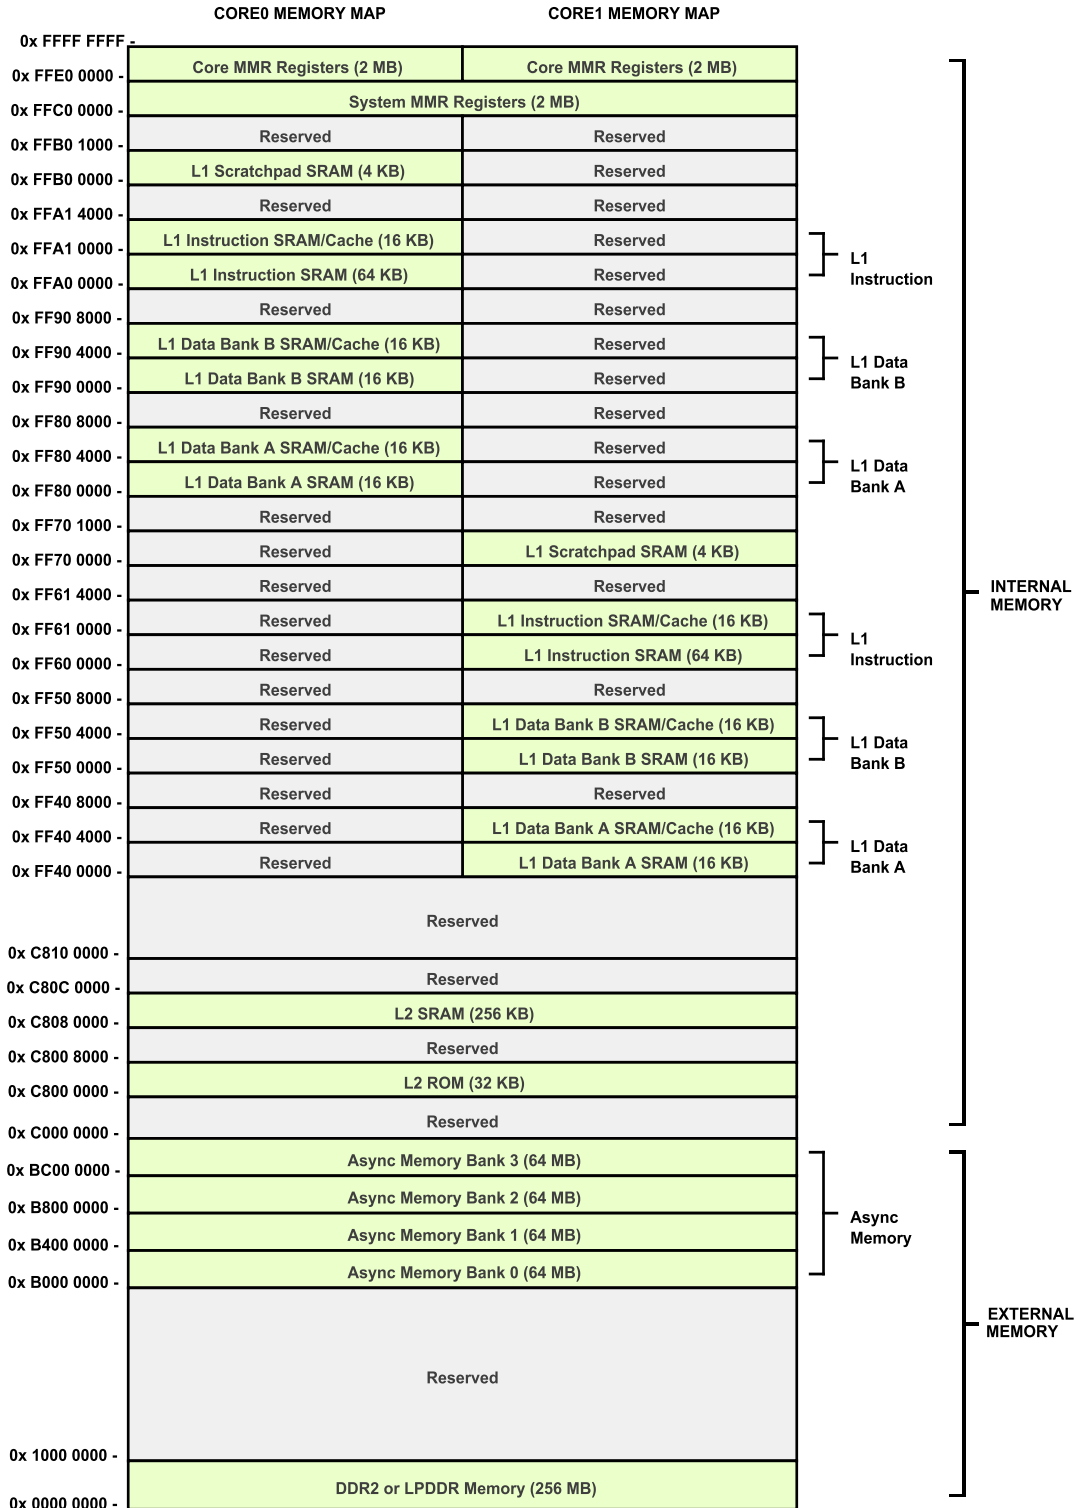 CORE0 MEMORY MAP CORE1 MEMORY MAP
0x FFFF FFFF -
Core MMR Registers (2 MB) Core MMR Registers (2 MB)
0x FFE0 0000 -
System MMR Registers (2 MB)
0x FFC0 0000 -
Reserved Reserved
0x FFB0 1000 -
L1 Scratchpad SRAM (4 KB) Reserved
0x FFB0 0000 -
Reserved Reserved
0x FFA1 4000 -
L1 Instruction SRAM/Cache (16 KB) Reserved
0x FFA1 0000 -
L1
Instruction
L1 Instruction SRAM (64 KB) Reserved
0x FFA0 0000 -
Reserved Reserved
0x FF90 8000 -
L1 Data Bank B SRAM/Cache (16 KB) Reserved
0x FF90 4000 -
L1 Data
Bank B
L1 Data Bank B SRAM (16 KB) Reserved
0x FF90 0000 -
Reserved Reserved
0x FF80 8000 -
L1 Data Bank A SRAM/Cache (16 KB) Reserved
0x FF80 4000 -
L1 Data
Bank A
L1 Data Bank A SRAM (16 KB) Reserved
0x FF80 0000 -
Reserved Reserved
0x FF70 1000 -
Reserved L1 Scratchpad SRAM (4 KB)
0x FF70 0000 -
Reserved Reserved
0x FF61 4000 -
INTERNAL
MEMORY
Reserved L1 Instruction SRAM/Cache (16 KB)
0x FF61 0000 -
L1
Instruction
Reserved L1 Instruction SRAM (64 KB)
0x FF60 0000 -
Reserved Reserved
0x FF50 8000 -
Reserved L1 Data Bank B SRAM/Cache (16 KB)
0x FF50 4000 -
L1 Data
Bank B
Reserved L1 Data Bank B SRAM (16 KB)
0x FF50 0000 -
Reserved Reserved
0x FF40 8000 -
Reserved L1 Data Bank A SRAM/Cache (16 KB)
0x FF40 4000 -
L1 Data
Bank A
Reserved L1 Data Bank A SRAM (16 KB)
0x FF40 0000 -
Reserved
0x C810 0000 -
Reserved
0x C80C 0000 -
L2 SRAM (256 KB)
0x C808 0000 -
Reserved
0x C800 8000 -
L2 ROM (32 KB)
0x C800 0000 -
Reserved
0x C000 0000 -
Async Memory Bank 3 (64 MB)
0x BC00 0000 -
Async Memory Bank 2 (64 MB)
0x B800 0000 -
Async
Memory
Async Memory Bank 1 (64 MB)
0x B400 0000 -
Async Memory Bank 0 (64 MB)
0x B000 0000 -
EXTERNAL
MEMORY
Reserved
0x 1000 0000 -
DDR2 or LPDDR Memory (256 MB)
0x 0000 0000 -